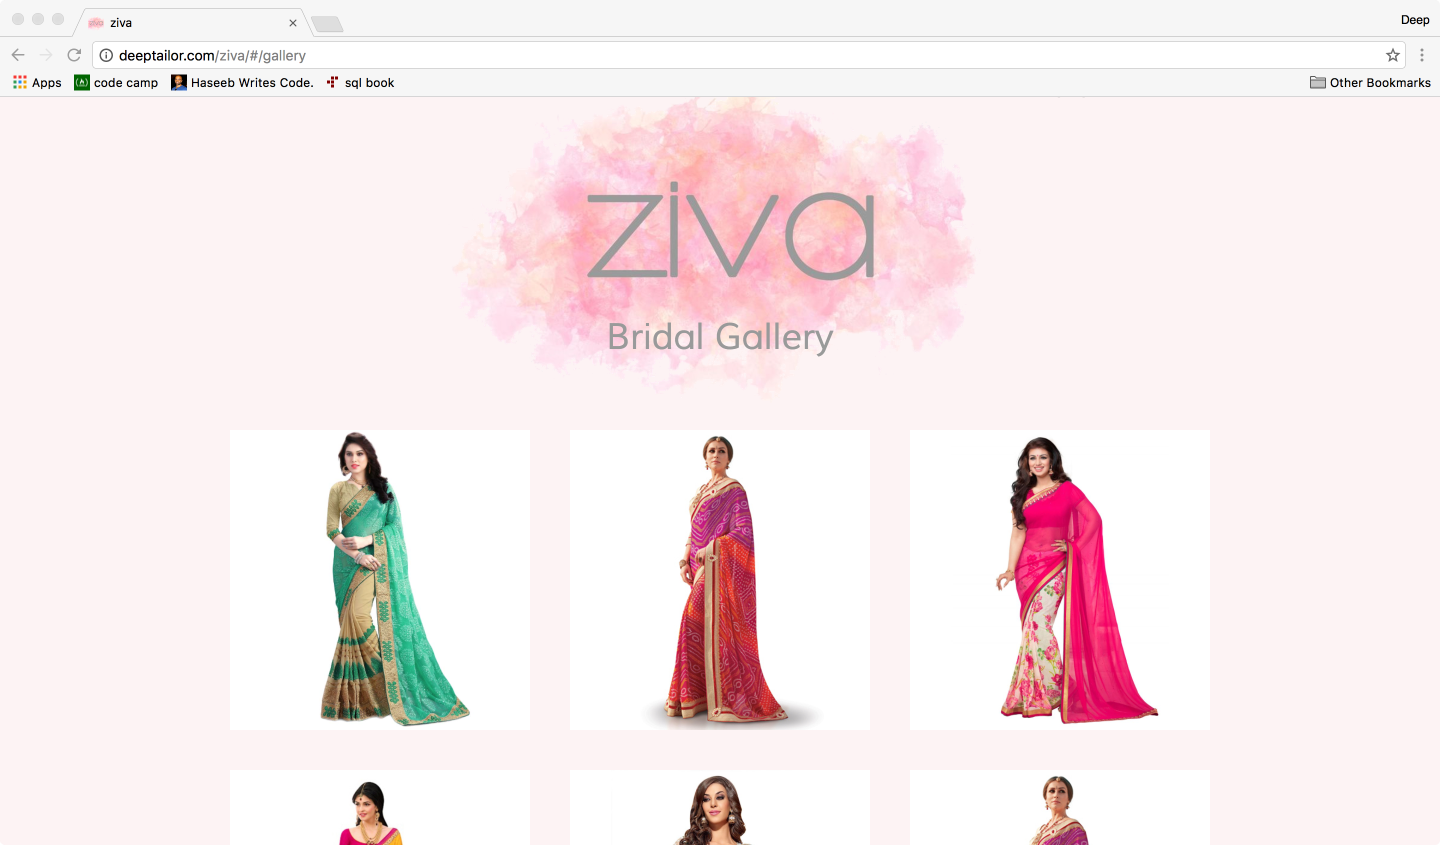 ziva
Deep
deeptailor.com/ziva/#/gallery
Apps code camp Haseeb Writes Code. sql book Other Bookmarks
ziva
Bridal Gallery